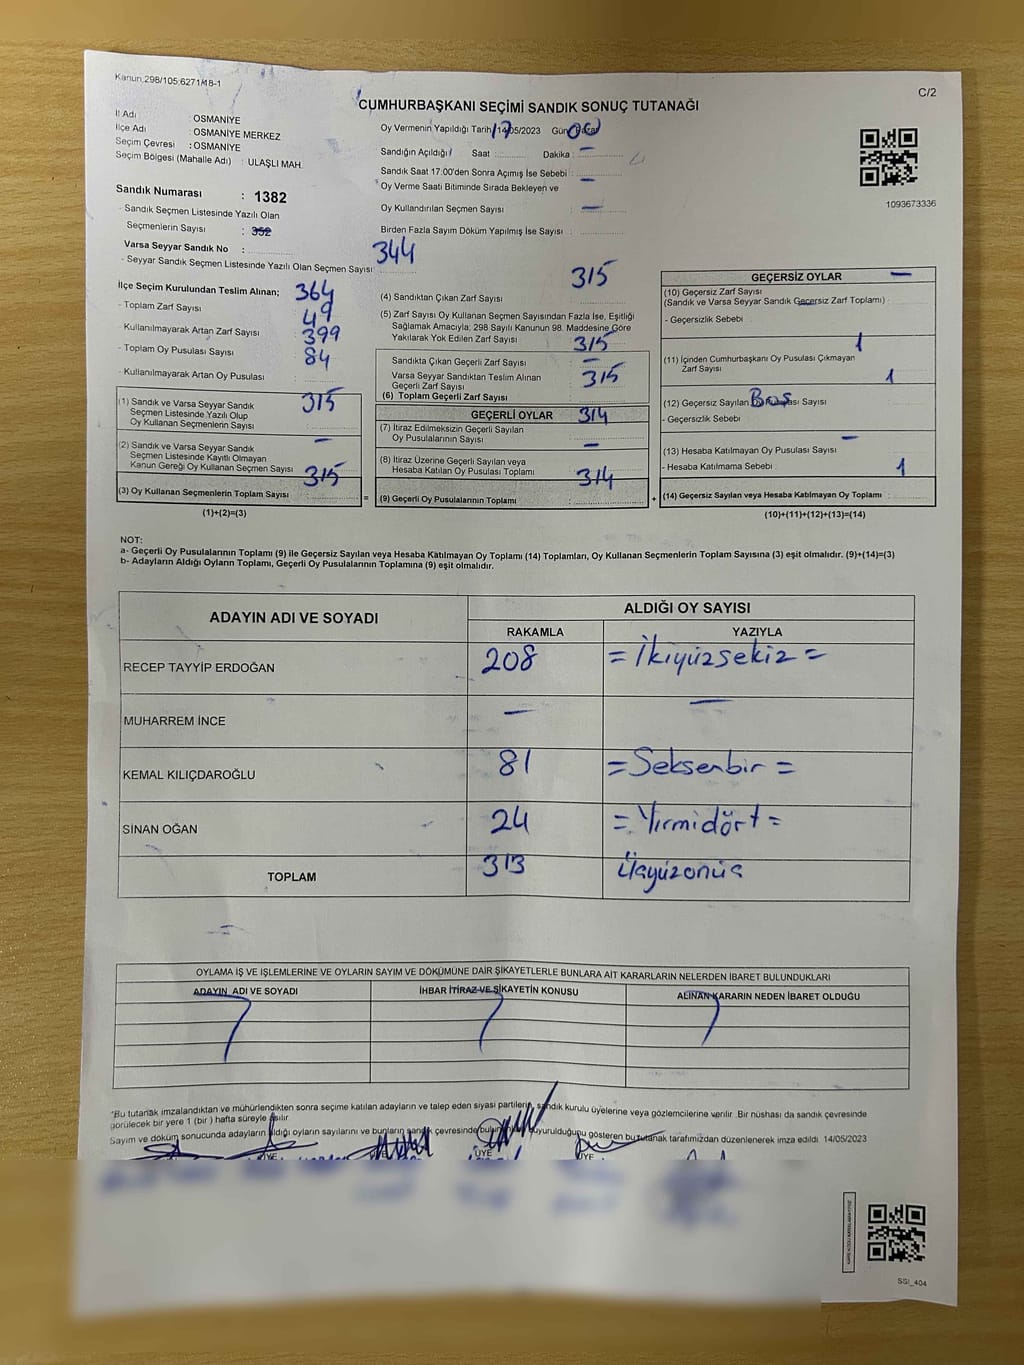 Kanun 298/105;6271/18-1
C/2
CUMHURBAŞKANI SEÇİMİ SANDIK SONUÇ TUTANAĞI
İl Adı : OSMANİYE
İlçe Adı : OSMANİYE MERKEZ
Seçim Çevresi : OSMANİYE
Seçim Bölgesi (Mahalle Adı) : ULAŞLI MAH.
Sandık Numarası : 1382
- Sandık Seçmen Listesinde Yazılı Olan
Seçmenlerin Sayısı : 352
344
Varsa Seyyar Sandık No :
- Seyyar Sandık Seçmen Listesinde Yazılı Olan Seçmen Sayısı:
Oy Vermenin Yapıldığı Tarih 14/05/2023 Gün: Pazar
17 00
Sandığın Açıldığı Saat : Dakika : —
Sandık Saat 17:00'den Sonra Açılmış İse Sebebi : —
Oy Verme Saati Bitiminde Sırada Bekleyen ve
Oy Kullandırılan Seçmen Sayısı : —
Birden Fazla Sayım Döküm Yapılmış İse Sayısı :
1093673336
İlçe Seçim Kurulundan Teslim Alınan;
- Toplam Zarf Sayısı 364
- Kullanılmayarak Artan Zarf Sayısı 49
- Toplam Oy Pusulası Sayısı 399
- Kullanılmayarak Artan Oy Pusulası 84
(1) Sandık ve Varsa Seyyar Sandık
Seçmen Listesinde Yazılı Olup
Oy Kullanan Seçmenlerin Sayısı 315
(2) Sandık ve Varsa Seyyar Sandık
Seçmen Listesinde Kayıtlı Olmayan
Kanun Gereği Oy Kullanan Seçmen Sayısı —
(3) Oy Kullanan Seçmenlerin Toplam Sayısı 315
(1)+(2)=(3)
(4) Sandıktan Çıkan Zarf Sayısı 315
(5) Zarf Sayısı Oy Kullanan Seçmen Sayısından Fazla İse, Eşitliği
Sağlamak Amacıyla; 298 Sayılı Kanunun 98. Maddesine Göre
Yakılarak Yok Edilen Zarf Sayısı
Sandıkta Çıkan Geçerli Zarf Sayısı 315
Varsa Seyyar Sandıktan Teslim Alınan
Geçerli Zarf Sayısı —
(6) Toplam Geçerli Zarf Sayısı 315
GEÇERLİ OYLAR
(7) İtiraz Edilmeksizin Geçerli Sayılan
Oy Pusulalarının Sayısı 314
(8) İtiraz Üzerine Geçerli Sayılan veya
Hesaba Katılan Oy Pusulası Toplamı —
= (9) Geçerli Oy Pusulalarının Toplamı 314
GEÇERSİZ OYLAR
(10) Geçersiz Zarf Sayısı —
(Sandık ve Varsa Seyyar Sandık Geçersiz Zarf Toplamı)
- Geçersizlik Sebebi
(11) İçinden Cumhurbaşkanı Oy Pusulası Çıkmayan 1
Zarf Sayısı
(12) Geçersiz Sayılan Oy Pusulası Sayısı 1
- Geçersizlik Sebebi Boş
(13) Hesaba Katılmayan Oy Pusulası Sayısı —
- Hesaba Katılmama Sebebi
+ (14) Geçersiz Sayılan veya Hesaba Katılmayan Oy Toplamı 1
(10)+(11)+(12)+(13)=(14)
NOT:
a- Geçerli Oy Pusulalarının Toplamı (9) ile Geçersiz Sayılan veya Hesaba Katılmayan Oy Toplamı (14) Toplamları, Oy Kullanan Seçmenlerin Toplam Sayısına (3) eşit olmalıdır. (9)+(14)=(3)
b- Adayların Aldığı Oyların Toplamı, Geçerli Oy Pusulalarının Toplamına (9) eşit olmalıdır.
ADAYIN ADI VE SOYADI ALDIĞI OY SAYISI
RAKAMLA YAZIYLA
RECEP TAYYİP ERDOĞAN 208 = İkiyüzsekiz =
MUHARREM İNCE — —
KEMAL KILIÇDAROĞLU 81 = Seksenbir =
SİNAN OĞAN 24 = Yirmidört =
TOPLAM 313 Üçyüzonüç
OYLAMA İŞ VE İŞLEMLERİNE VE OYLARIN SAYIM VE DÖKÜMÜNE DAİR ŞİKAYETLERLE BUNLARA AİT KARARLARIN NELERDEN İBARET BULUNDUKLARI
ADAYIN ADI VE SOYADI İHBAR İTİRAZ VE ŞİKAYETİN KONUSU ALINAN KARARIN NEDEN İBARET OLDUĞU
*Bu tutanak imzalandıktan ve mühürlendikten sonra seçime katılan adayların ve talep eden siyasi partilerin, sandık kurulu üyelerine veya gözlemcilerine verilir. Bir nüshası da sandık çevresinde
görülecek bir yere 1 (bir) hafta süreyle asılır.
Sayım ve döküm sonucunda adayların aldığı oyların sayılarını ve bunların sandık çevresinde duyurulduğunu gösteren bu tutanak tarafımızdan düzenlenerek imza edildi. 14/05/2023
ÜYE ÜYE ÜYE ÜYE
SSI_404